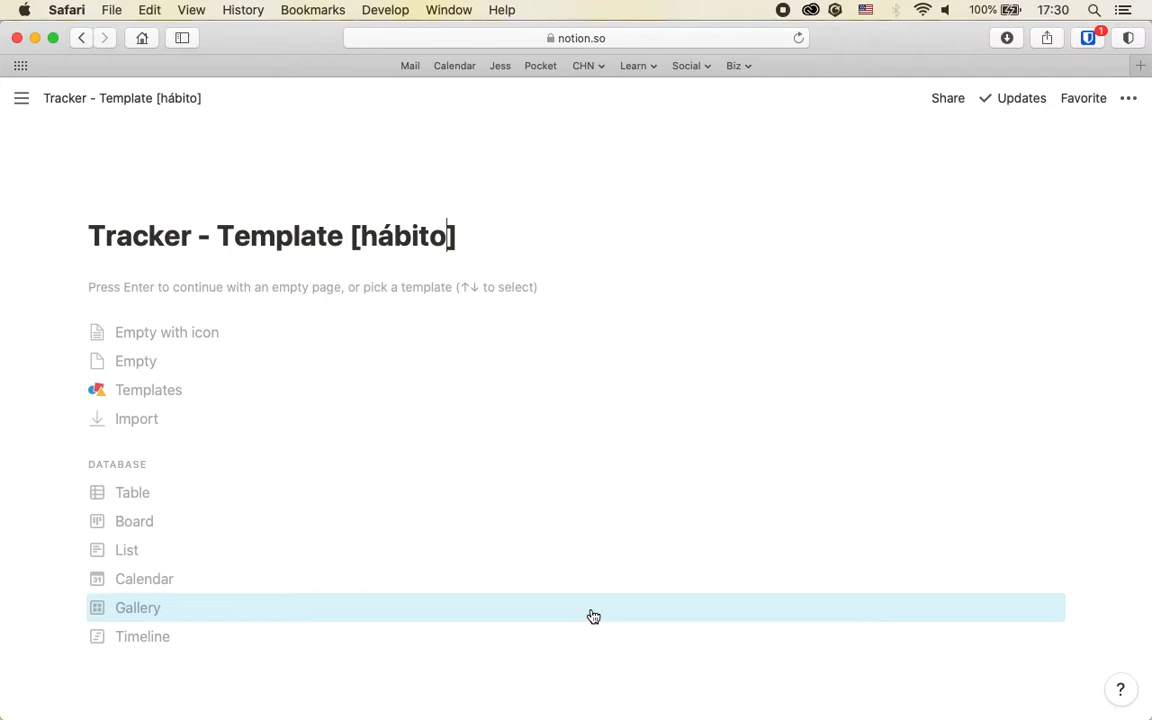 Safari File Edit View History Bookmarks Develop Window Help 100% 17:30
notion.so 1
Mail Calendar Jess Pocket CHN Learn Social Biz
Tracker - Template [hábito] Share Updates Favorite
Tracker - Template [hábito]
Press Enter to continue with an empty page, or pick a template (↑↓ to select)
Empty with icon
Empty
Templates
Import
DATABASE
Table
Board
List
31 Calendar
Gallery
Timeline
?